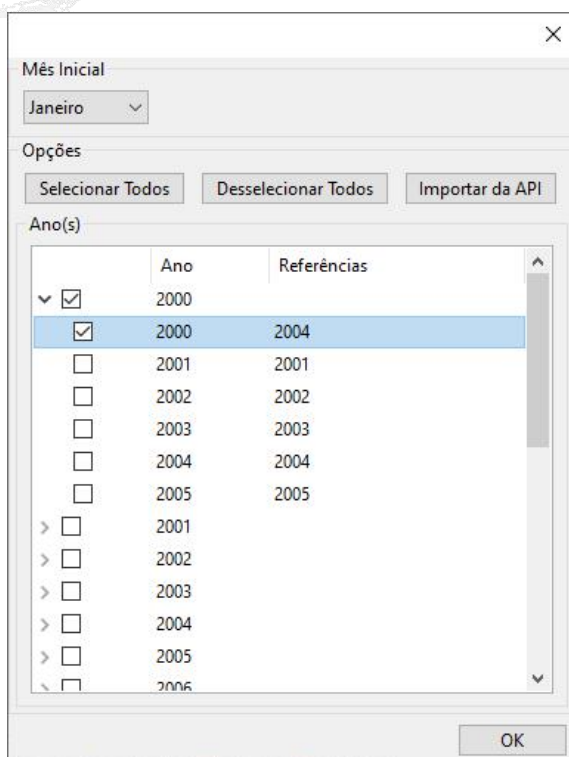 Mês Inicial
Janeiro
Opções
Selecionar Todos Desselecionar Todos Importar da API
Ano(s)
Ano Referências
2000
2000 2004
2001 2001
2002 2002
2003 2003
2004 2004
2005 2005
2001
2002
2003
2004
2005
2006
OK